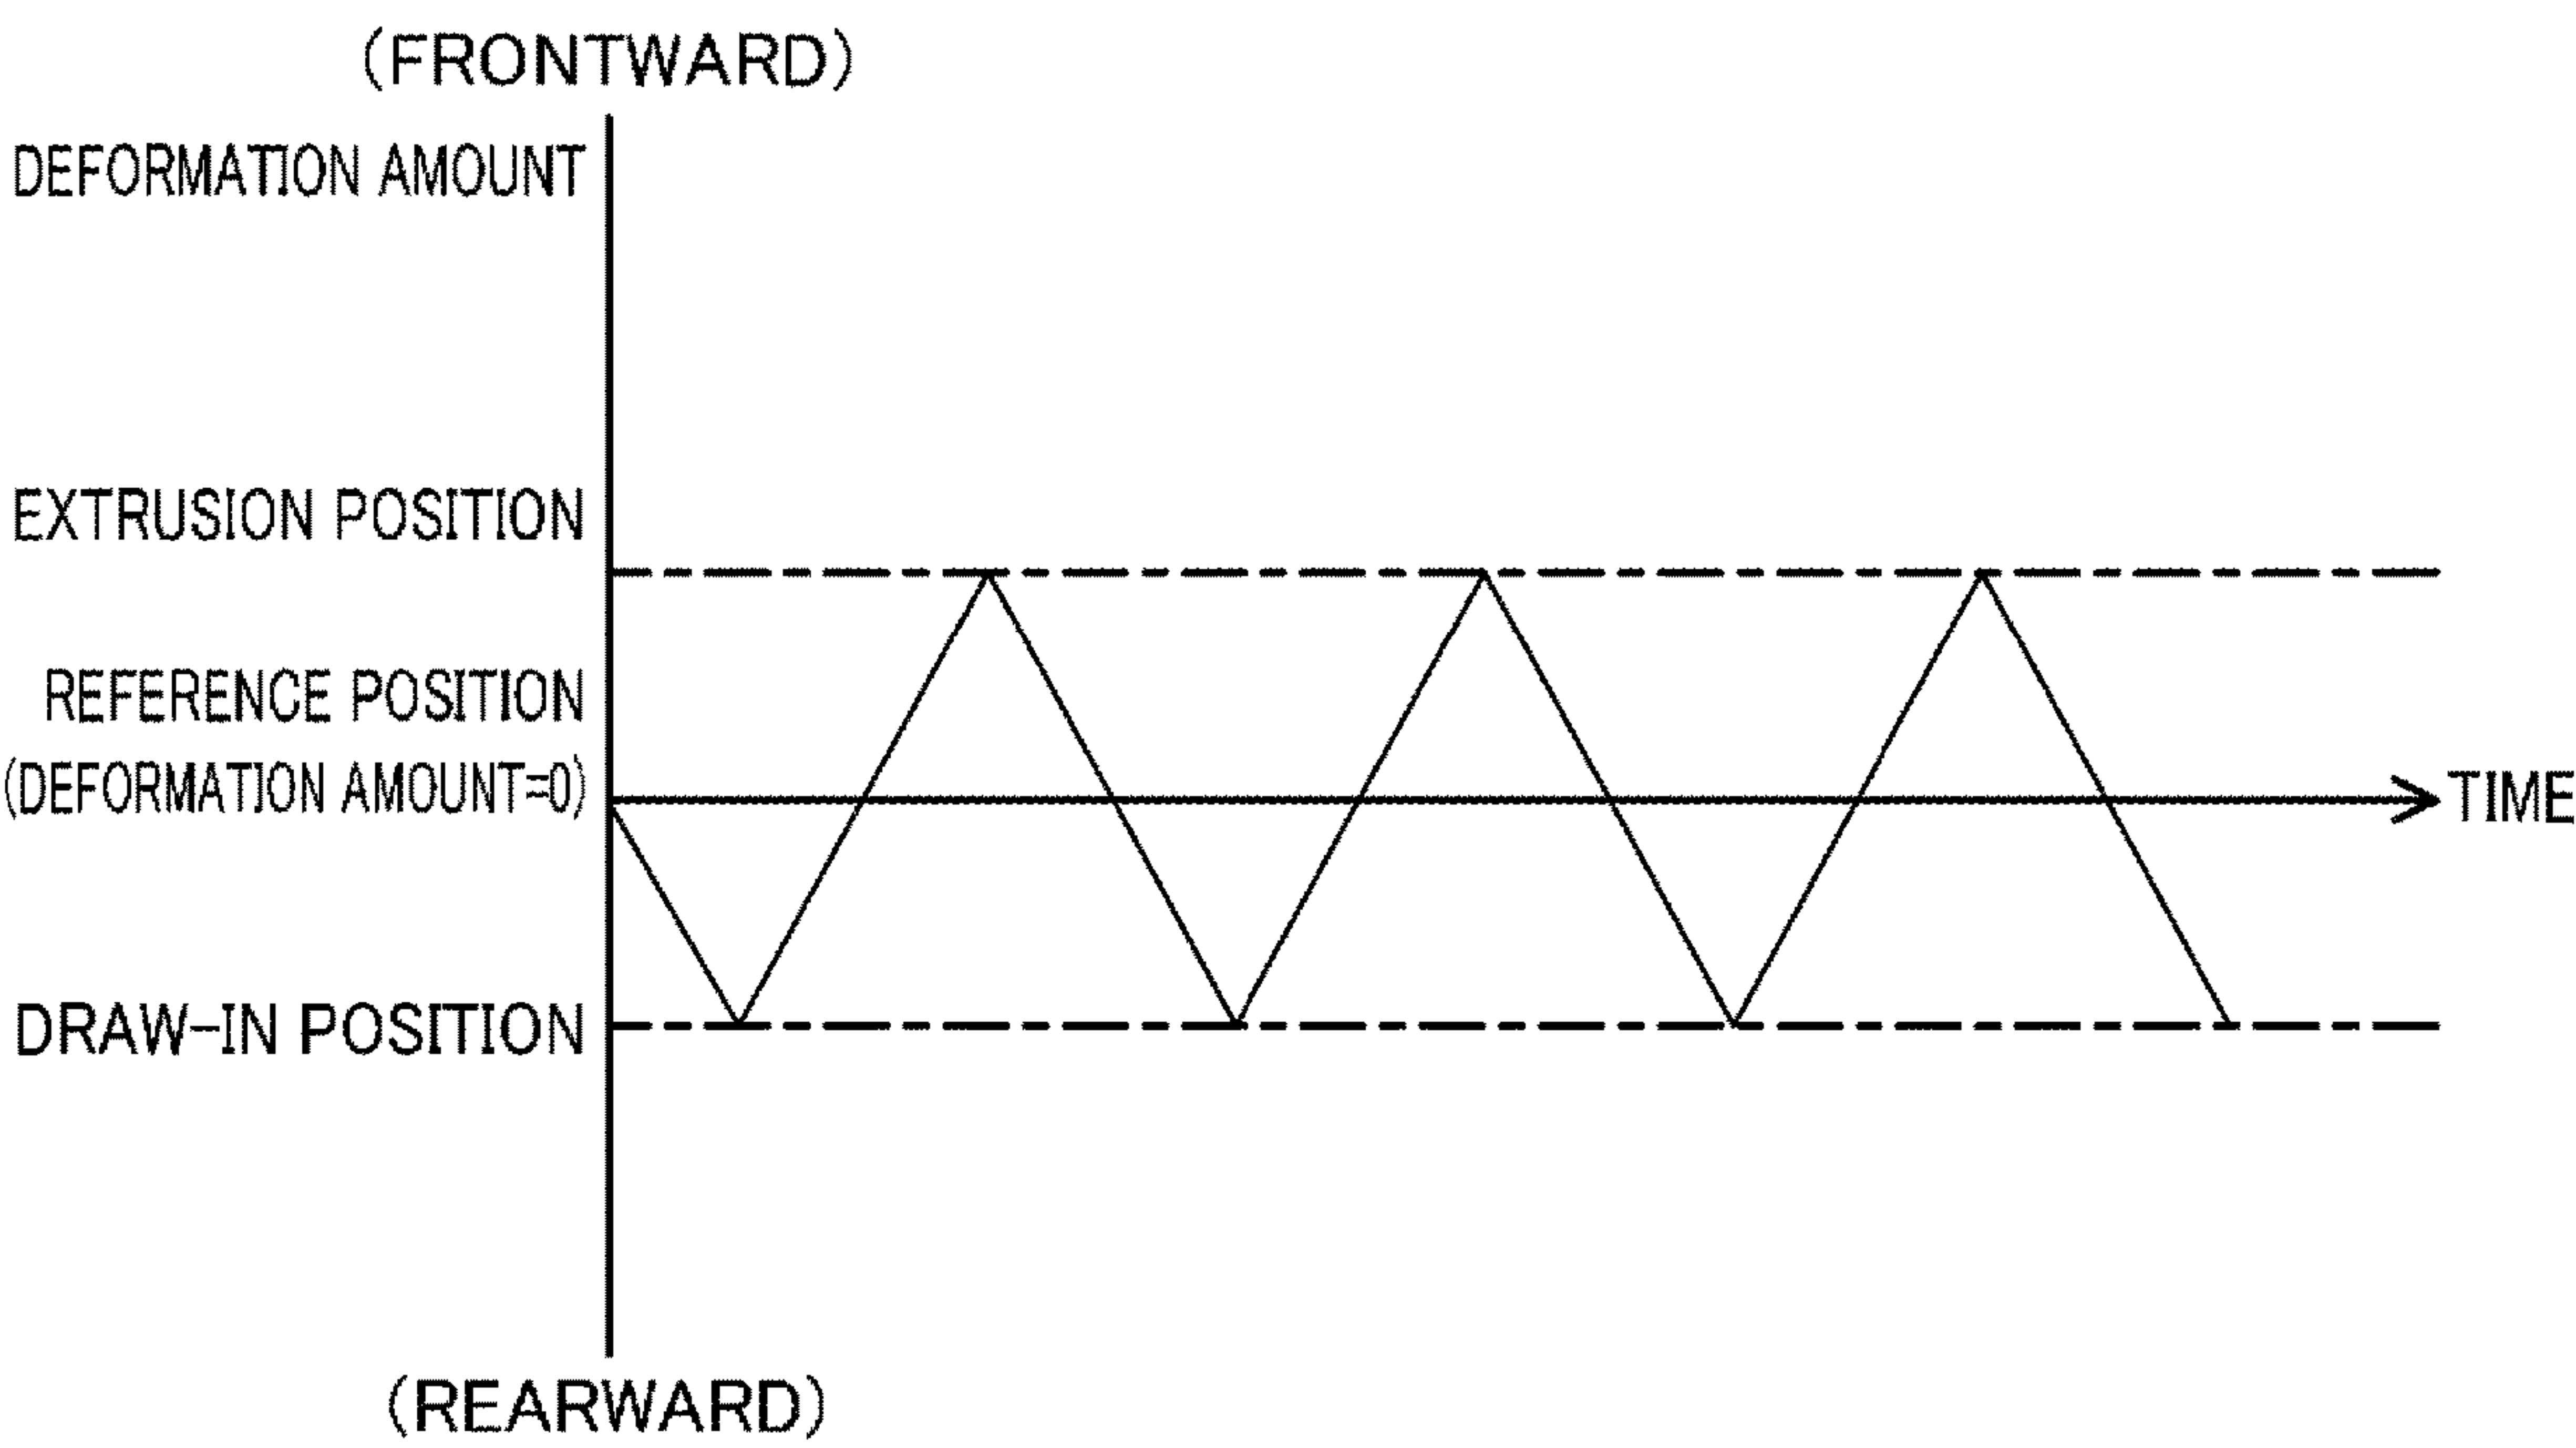 (FRONTWARD)
DEFORMATION AMOUNT
EXTRUSION POSITION
REFERENCE POSITION
(DEFORMATION AMOUNT=0)
TIME
DRAW-IN POSITION
(REARWARD)